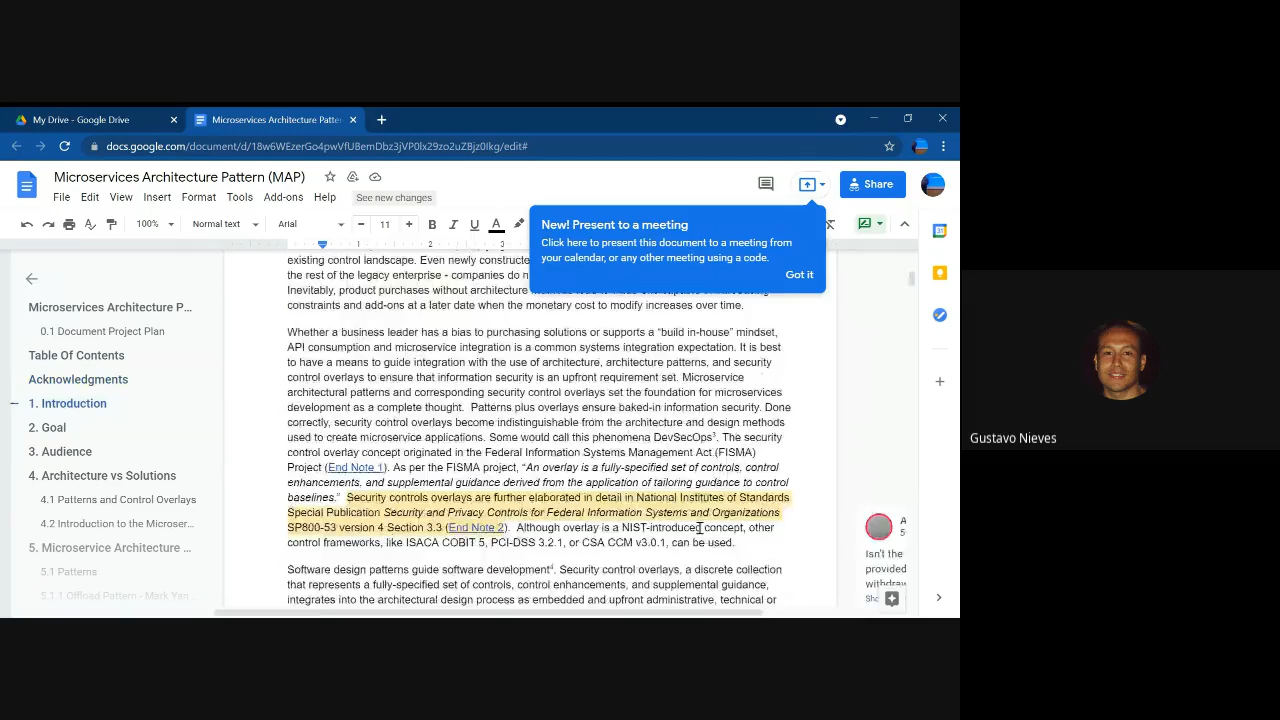 My Drive - Google Drive
Microservices Architecture Patte
docs.google.com/document/d/18w6WEzerGo4pwVfUBemDbz3jVP0lx29zo2uZBjz0Ikg/edit#
Microservices Architecture Pattern (MAP)
File Edit View Insert Format Tools Add-ons Help See new changes
Share
100% Normal text Arial 11 B I U A
New! Present to a meeting
Click here to present this document to a meeting from
your calendar, or any other meeting using a code.
Got it
Microservices Architecture P...
0.1 Document Project Plan
Table Of Contents
Acknowledgments
1. Introduction
2. Goal
3. Audience
4. Architecture vs Solutions
4.1 Patterns and Control Overlays
4.2 Introduction to the Microser...
5. Microservice Architecture ...
5.1 Patterns
5.1.1 Offload Pattern - Mark Yan ...
existing control landscape. Even newly constructe
the rest of the legacy enterprise - companies do n
Inevitably, product purchases without architecture
constraints and add-ons at a later date when the monetary cost to modify increases over time.
Whether a business leader has a bias to purchasing solutions or supports a “build in-house” mindset,
API consumption and microservice integration is a common systems integration expectation. It is best
to have a means to guide integration with the use of architecture, architecture patterns, and security
control overlays to ensure that information security is an upfront requirement set. Microservice
architectural patterns and corresponding security control overlays set the foundation for microservices
development as a complete thought. Patterns plus overlays ensure baked-in information security. Done
correctly, security control overlays become indistinguishable from the architecture and design methods
used to create microservice applications. Some would call this phenomena DevSecOps³. The security
control overlay concept originated in the Federal Information Systems Management Act (FISMA)
Project (End Note 1). As per the FISMA project, “An overlay is a fully-specified set of controls, control
enhancements, and supplemental guidance derived from the application of tailoring guidance to control
baselines.” Security controls overlays are further elaborated in detail in National Institutes of Standards
Special Publication Security and Privacy Controls for Federal Information Systems and Organizations
SP800-53 version 4 Section 3.3 (End Note 2). Although overlay is a NIST-introduced concept, other
control frameworks, like ISACA COBIT 5, PCI-DSS 3.2.1, or CSA CCM v3.0.1, can be used.
Software design patterns guide software development⁴. Security control overlays, a discrete collection
that represents a fully-specified set of controls, control enhancements, and supplemental guidance,
integrates into the architectural design process as embedded and upfront administrative, technical or
A
5
Isn't the
provided
withdraw
Sh
Gustavo Nieves